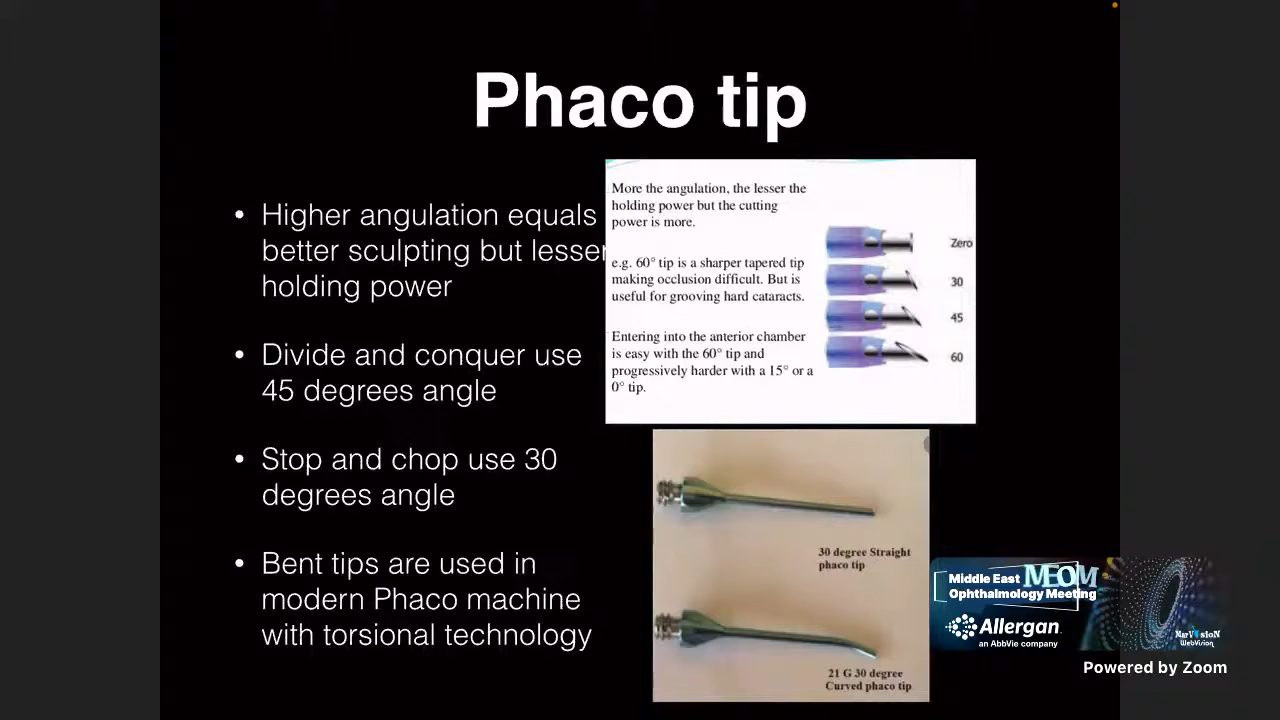 Phaco tip
• Higher angulation equals
better sculpting but lesser
holding power
• Divide and conquer use
45 degrees angle
• Stop and chop use 30
degrees angle
• Bent tips are used in
modern Phaco machine
with torsional technology
More the angulation, the lesser the
holding power but the cutting
power is more.
e.g. 60° tip is a sharper tapered tip
making occlusion difficult. But is
useful for grooving hard cataracts.
Entering into the anterior chamber
is easy with the 60° tip and
progressively harder with a 15° or a
0° tip.
Zero
30
45
60
30 degree Straight
phaco tip
21 G 30 degree
Curved phaco tip
Middle East MEOM
Ophthalmology Meeting
Allergan
an AbbVie company
MarVisioN
WebVision
Powered by Zoom